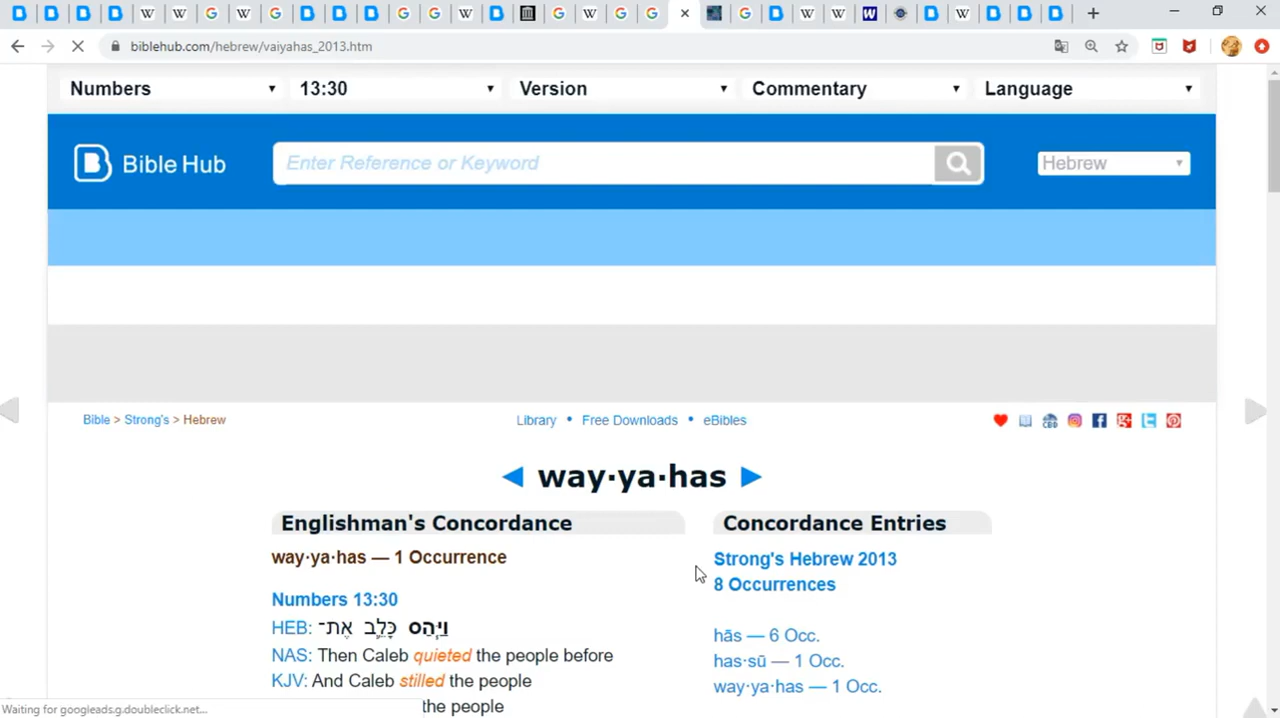 biblehub.com/hebrew/vaiyahas_2013.htm
Numbers 13:30 Version Commentary Language
Bible Hub Enter Reference or Keyword Hebrew
Bible > Strong's > Hebrew Library • Free Downloads • eBibles
◄ way·ya·has ►
Englishman's Concordance
way·ya·has — 1 Occurrence
Numbers 13:30
HEB: וַיַּ֧הַס כָּלֵ֛ב אֶת־
NAS: Then Caleb quieted the people before
KJV: And Caleb stilled the people
the people
Concordance Entries
Strong's Hebrew 2013
8 Occurrences
hās — 6 Occ.
has·sū — 1 Occ.
way·ya·has — 1 Occ.
Waiting for googleads.g.doubleclick.net...